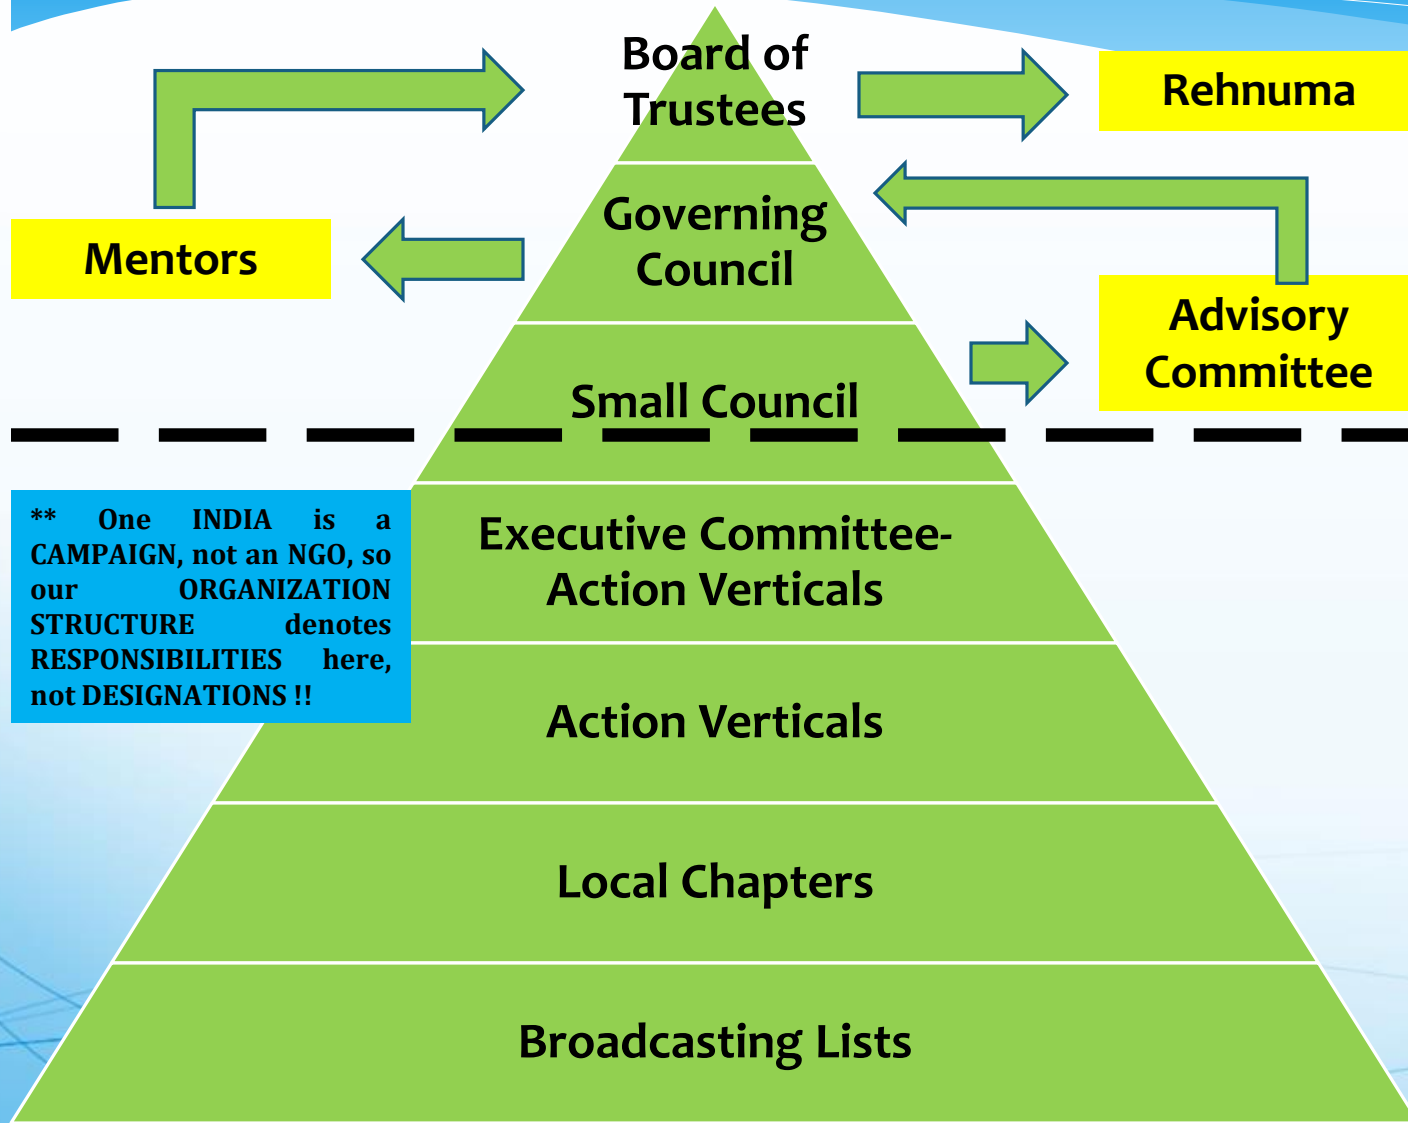 Board of
Trustees
Rehnuma
Governing
Council
Mentors
Advisory
Committee
Small Council
** One INDIA is a
CAMPAIGN, not an NGO, so
our ORGANIZATION
STRUCTURE denotes
RESPONSIBILITIES here,
not DESIGNATIONS !!
Executive Committee-
Action Verticals
Action Verticals
Local Chapters
Broadcasting Lists